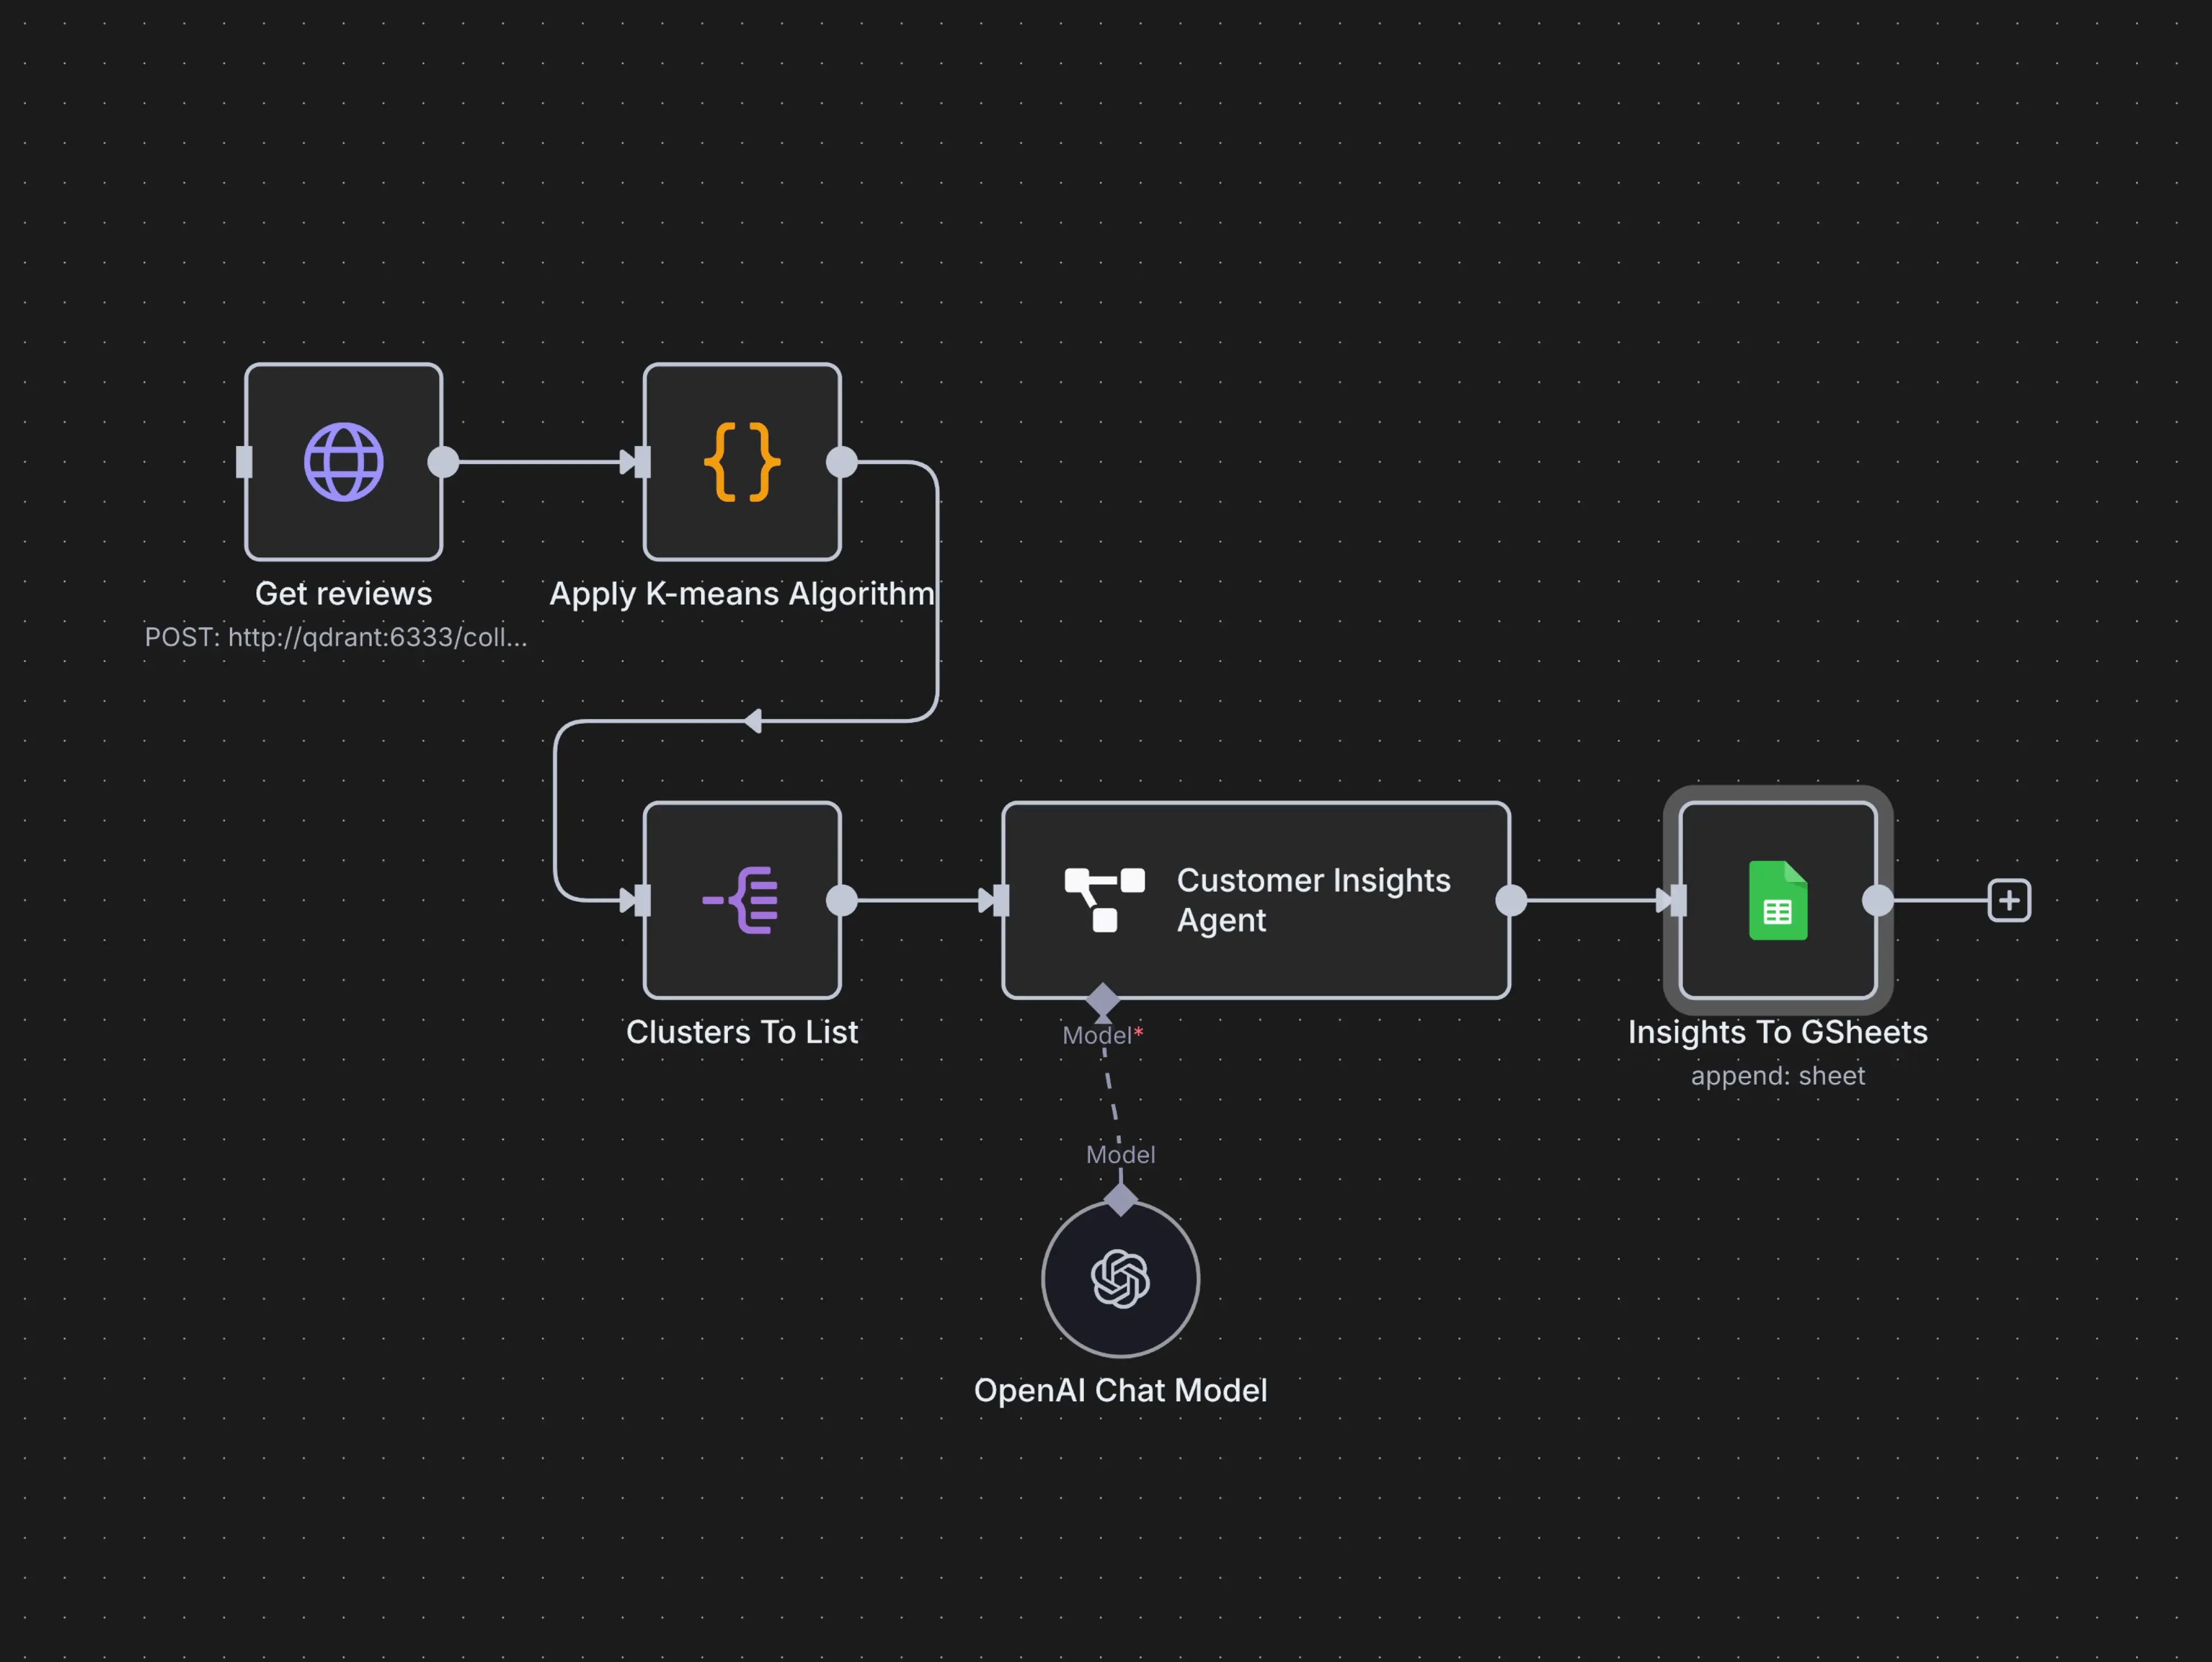 Get reviews
POST: http://qdrant:6333/coll...
Apply K-means Algorithm
Clusters To List
Customer Insights
Agent
Model*
Model
OpenAI Chat Model
Insights To GSheets
append: sheet